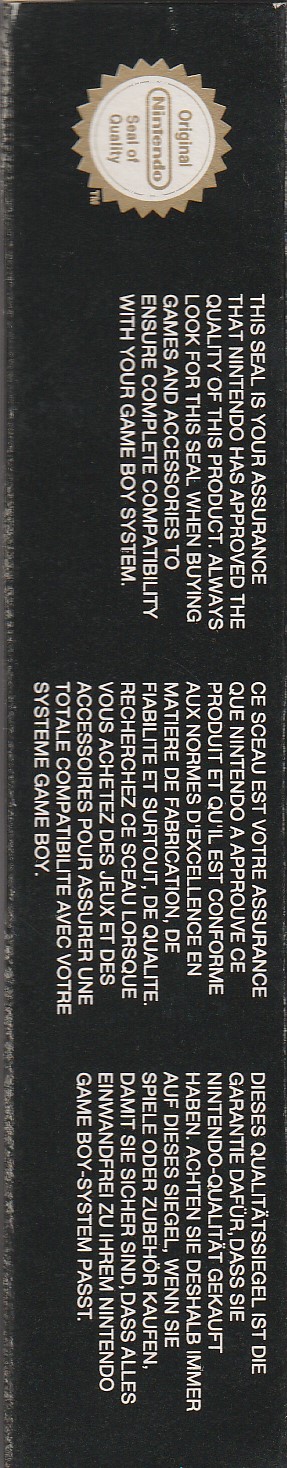 Original
Nintendo
Seal of
Quality
TM
THIS SEAL IS YOUR ASSURANCE
THAT NINTENDO HAS APPROVED THE
QUALITY OF THIS PRODUCT. ALWAYS
LOOK FOR THIS SEAL WHEN BUYING
GAMES AND ACCESSORIES TO
ENSURE COMPLETE COMPATIBILITY
WITH YOUR GAME BOY SYSTEM.
CE SCEAU EST VOTRE ASSURANCE
QUE NINTENDO A APPROUVE CE
PRODUIT ET QU'IL EST CONFORME
AUX NORMES D'EXCELLENCE EN
MATIERE DE FABRICATION, DE
FIABILITE ET SURTOUT, DE QUALITE.
RECHERCHEZ CE SCEAU LORSQUE
VOUS ACHETEZ DES JEUX ET DES
ACCESSOIRES POUR ASSURER UNE
TOTALE COMPATIBILITE AVEC VOTRE
SYSTEME GAME BOY.
DIESES QUALITÄTSSIEGEL IST DIE
GARANTIE DAFÜR, DASS SIE
NINTENDO-QUALITÄT GEKAUFT
HABEN. ACHTEN SIE DESHALB IMMER
AUF DIESES SIEGEL, WENN SIE
SPIELE ODER ZUBEHÖR KAUFEN,
DAMIT SIE SICHER SIND, DASS ALLES
EINWANDFREI ZU IHREM NINTENDO
GAME BOY-SYSTEM PASST.